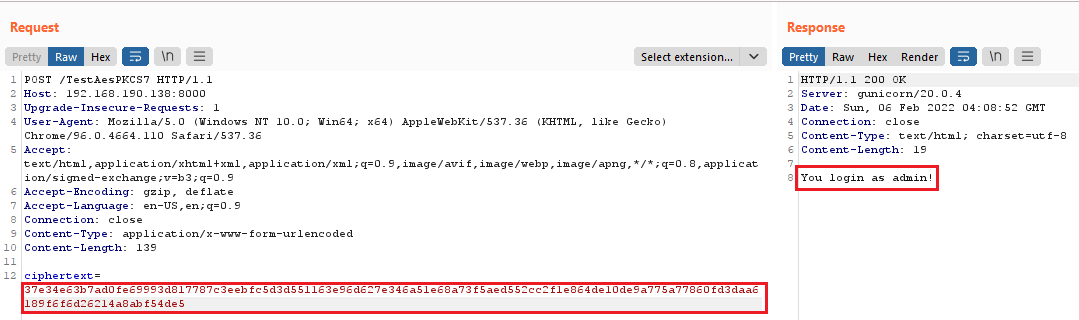 Request
Pretty Raw Hex \n Select extension...
1 POST /TestAesPKCS7 HTTP/1.1
2 Host: 192.168.190.138:8000
3 Upgrade-Insecure-Requests: 1
4 User-Agent: Mozilla/5.0 (Windows NT 10.0; Win64; x64) AppleWebKit/537.36 (KHTML, like Gecko)
Chrome/96.0.4664.110 Safari/537.36
5 Accept:
text/html,application/xhtml+xml,application/xml;q=0.9,image/avif,image/webp,image/apng,*/*;q=0.8,applicat
ion/signed-exchange;v=b3;q=0.9
6 Accept-Encoding: gzip, deflate
7 Accept-Language: en-US,en;q=0.9
8 Connection: close
9 Content-Type: application/x-www-form-urlencoded
10 Content-Length: 139
11
12 ciphertext=
37e34e63b7ad0fe69993d817787c3eebfc5d3d551163e96d627e346a51e68a73f5aed552cc2f1e864de10de9a775a77860fd3daa6
189f6f6d26214a8abf54de5
Response
Pretty Raw Hex Render \n
1 HTTP/1.1 200 OK
2 Server: gunicorn/20.0.4
3 Date: Sun, 06 Feb 2022 04:08:52 GMT
4 Connection: close
5 Content-Type: text/html; charset=utf-8
6 Content-Length: 19
7
8 You login as admin!